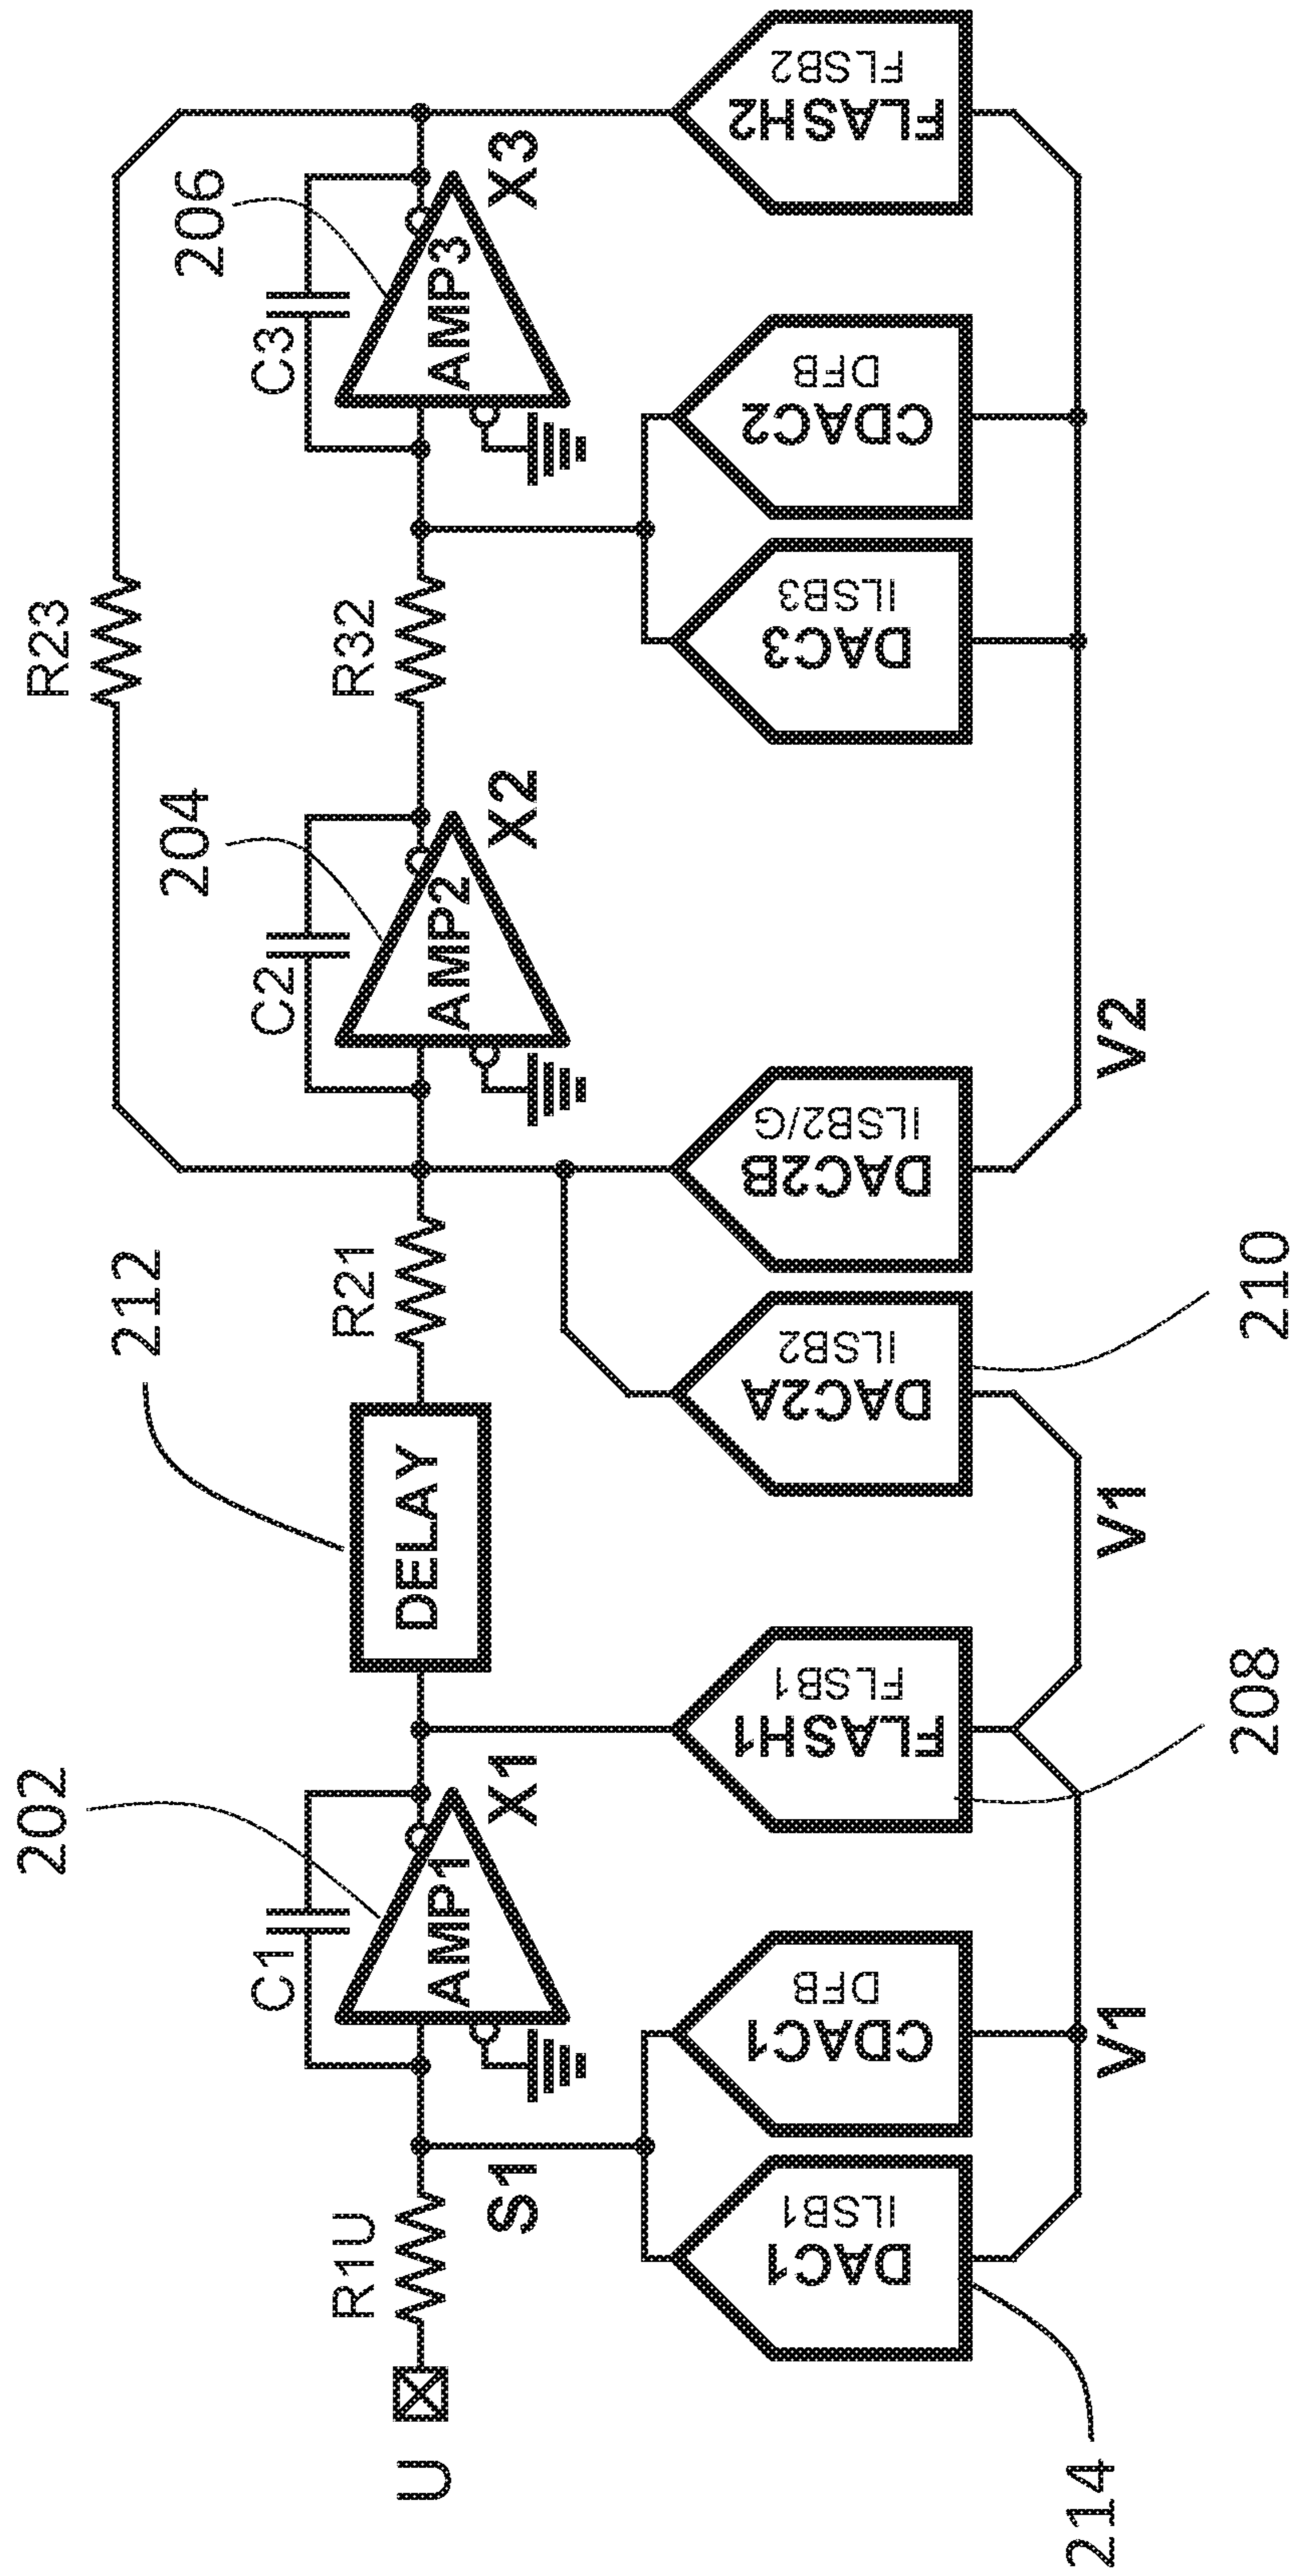 R23
206
204
212
202
C3
C2
C1
R32
R21
R1U
AMP3
AMP2
DELAY
AMP1
U
X3
X2
X1
S1
FLASH2
FLSB2
CDAC2
DFB
DAC3
ILSB3
DAC2B
ILSB2/G
DAC2A
ILSB2
FLASH1
FLSB1
CDAC1
DFB
DAC1
ILSB1
V2
V1
V1
210
208
214